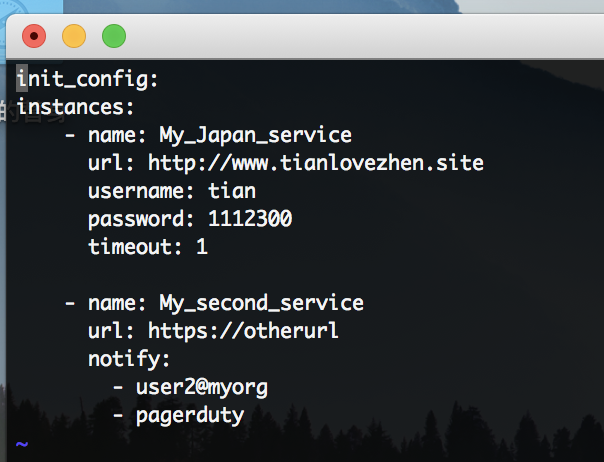 init_config:
instances:
    - name: My_Japan_service
      url: http://www.tianlovezhen.site
      username: tian
      password: 1112300
      timeout: 1

    - name: My_second_service
      url: https://otherurl
      notify:
        - user2@myorg
        - pagerduty
~